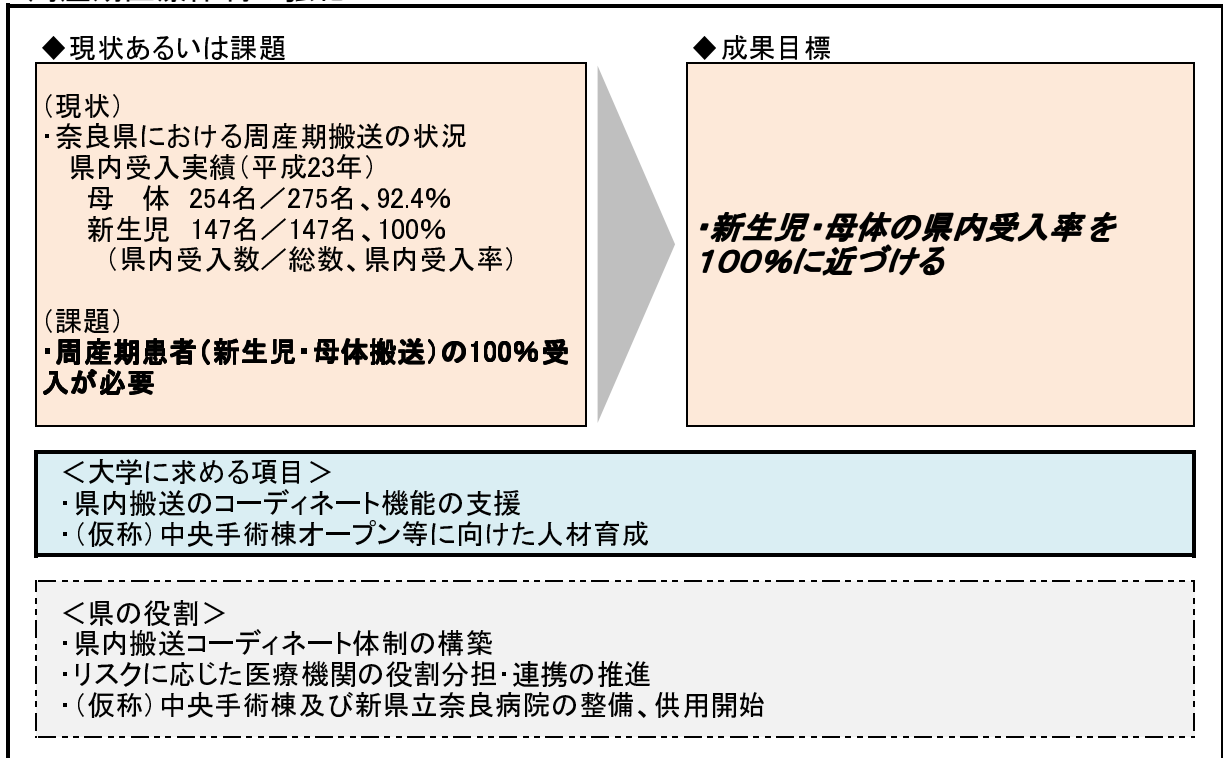 ◆現状あるいは課題
(現状)
・奈良県における周産期搬送の状況
県内受入実績(平成23年)
母　体　254名／275名、92.4%
新生児　147名／147名、100%
(県内受入数／総数、県内受入率)
(課題)
・周産期患者(新生児・母体搬送)の100%受
入が必要
◆成果目標
・新生児・母体の県内受入率を
100%に近づける
＜大学に求める項目＞
・県内搬送のコーディネート機能の支援
・(仮称)中央手術棟オープン等に向けた人材育成
＜県の役割＞
・県内搬送コーディネート体制の構築
・リスクに応じた医療機関の役割分担・連携の推進
・(仮称)中央手術棟及び新県立奈良病院の整備、供用開始